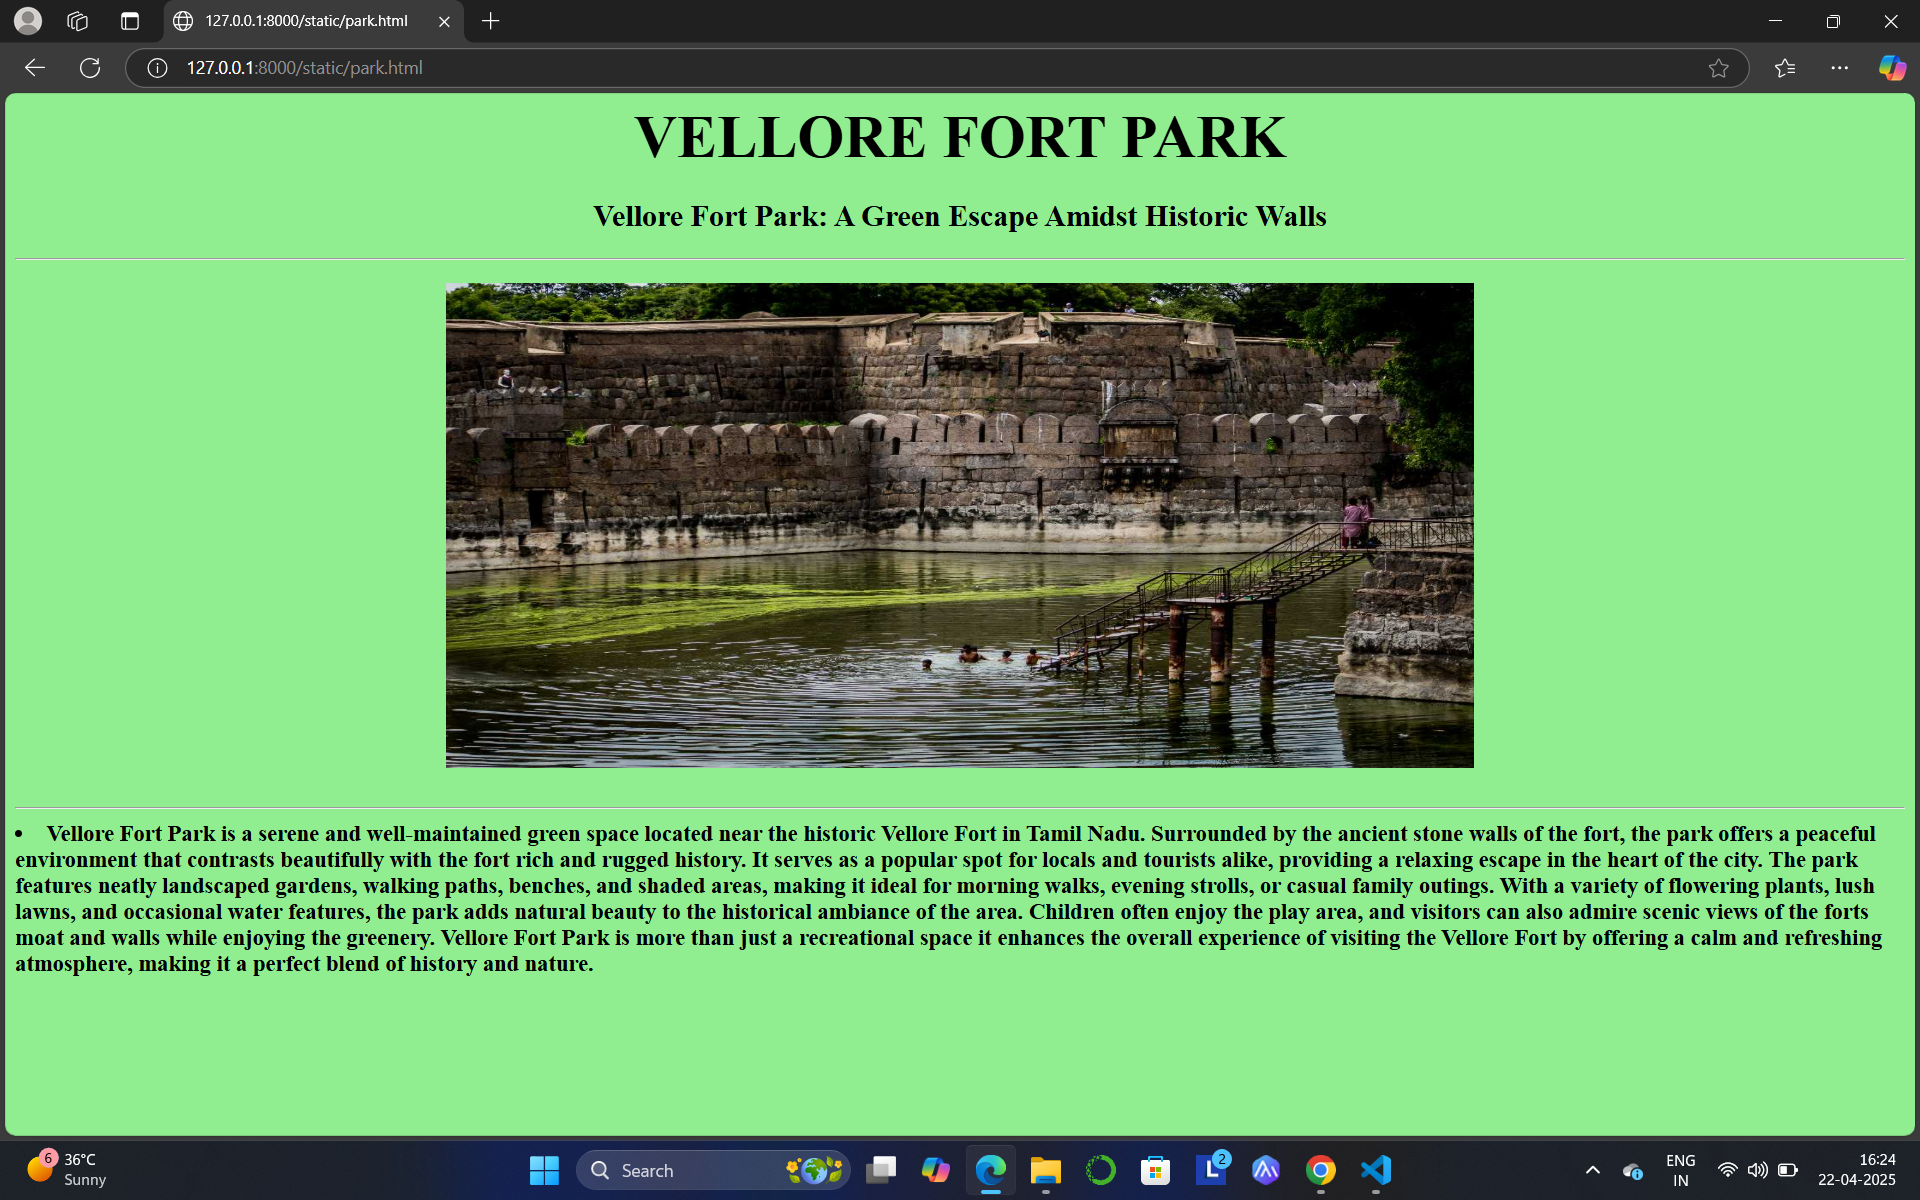 127.0.0.1:8000/static/park.html
127.0.0.1:8000/static/park.html
VELLORE FORT PARK
Vellore Fort Park: A Green Escape Amidst Historic Walls
• Vellore Fort Park is a serene and well-maintained green space located near the historic Vellore Fort in Tamil Nadu. Surrounded by the ancient stone walls of the fort, the park offers a peaceful
environment that contrasts beautifully with the fort rich and rugged history. It serves as a popular spot for locals and tourists alike, providing a relaxing escape in the heart of the city. The park
features neatly landscaped gardens, walking paths, benches, and shaded areas, making it ideal for morning walks, evening strolls, or casual family outings. With a variety of flowering plants, lush
lawns, and occasional water features, the park adds natural beauty to the historical ambiance of the area. Children often enjoy the play area, and visitors can also admire scenic views of the forts
moat and walls while enjoying the greenery. Vellore Fort Park is more than just a recreational space it enhances the overall experience of visiting the Vellore Fort by offering a calm and refreshing
atmosphere, making it a perfect blend of history and nature.
6
36°C
Sunny
Search
L
2
ENG
IN
16:24
22-04-2025